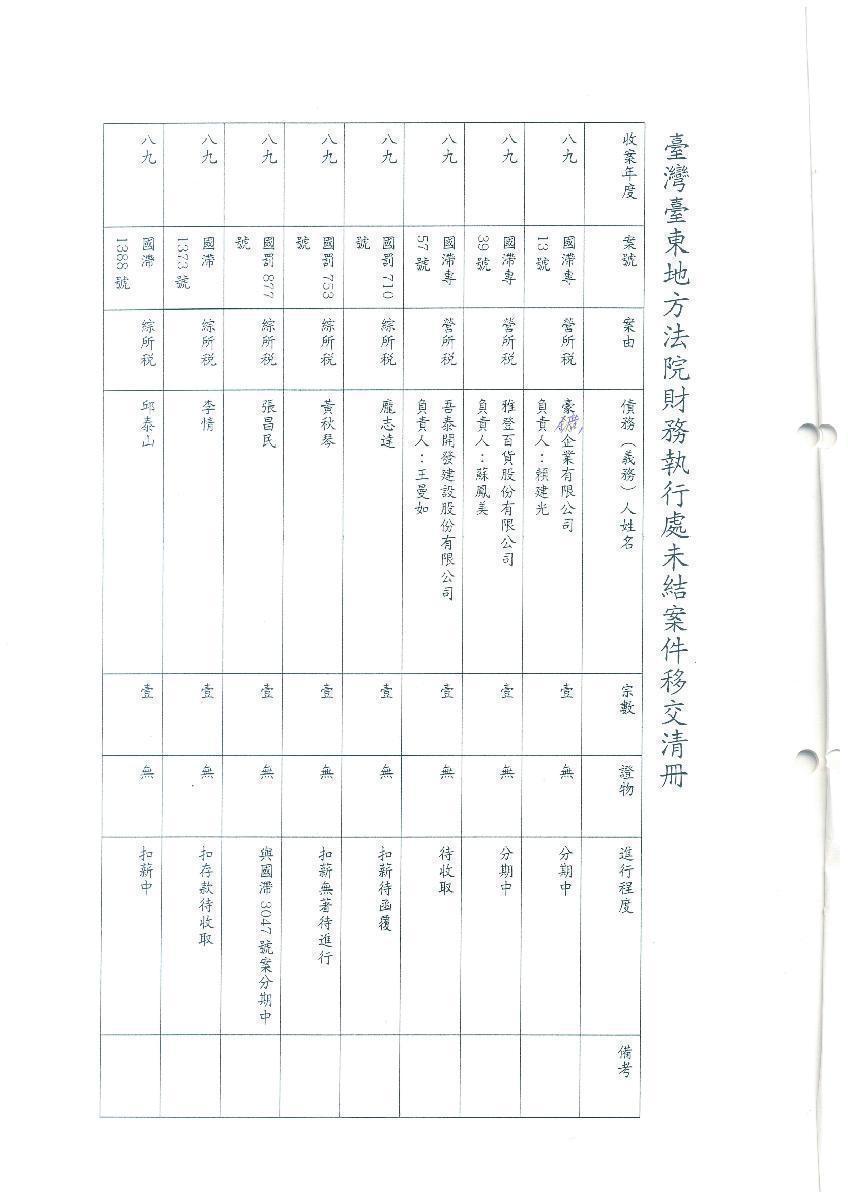 臺灣臺東地方法院財務執行處未結案件移交清冊
收案年度
案號
案由
債務（義務）人姓名
宗數
證物
進行程度
備考
八九
國滯專
13號
營所稅
豪企業有限公司
負責人：賴建光
壹
無
分期中
八九
國滯專
39號
營所稅
雅登百貨股份有限公司
負責人：蘇鳳美
壹
無
分期中
八九
國滯專
57號
營所稅
吾泰開發建設股份有限公司
負責人：王曼如
壹
無
待收取
八九
國罰710
號
綜所稅
龐志達
壹
無
扣薪待函覆
八九
國罰753
號
綜所稅
黃秋琴
壹
無
扣薪無著待進行
八九
國罰877
號
綜所稅
張昌民
壹
無
與國滯3047號案分期中
八九
國滯
1373號
綜所稅
李情
壹
無
扣存款待收取
八九
國滯
1388號
綜所稅
邱泰山
壹
無
扣薪中